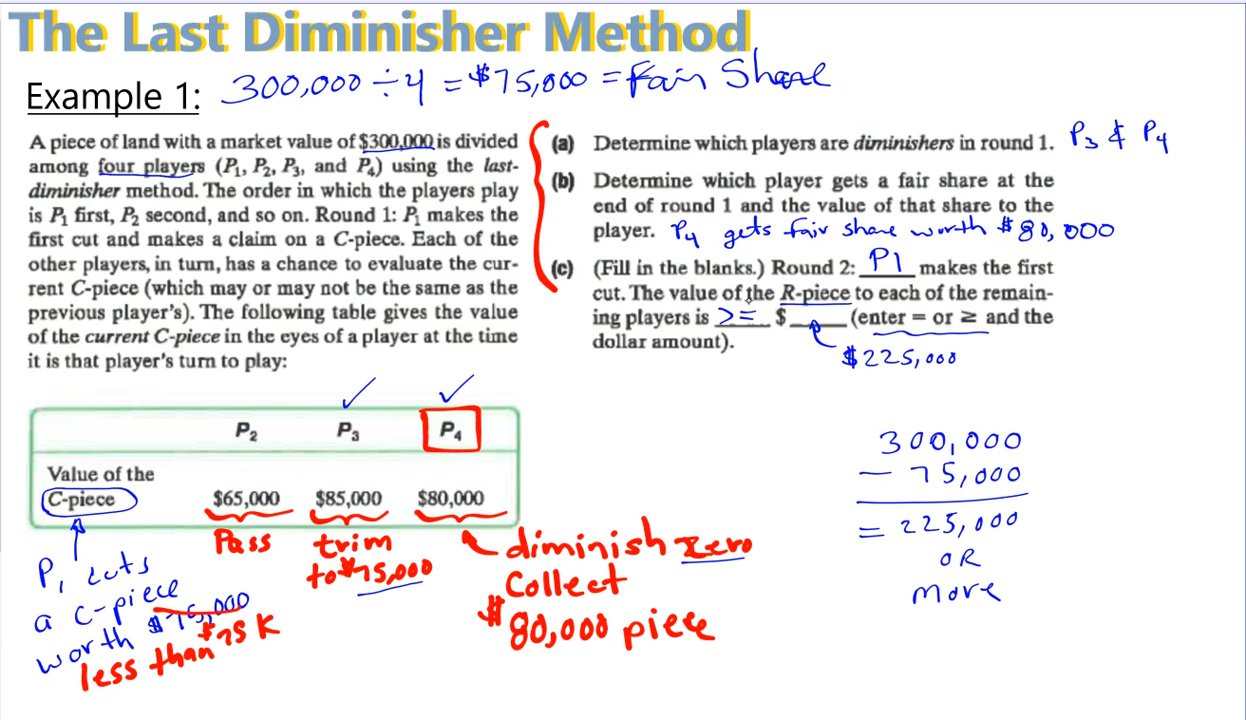 The Last Diminisher Method
Example 1: 300,000 ÷ 4 = $75,000 = Fair Share
A piece of land with a market value of $300,000 is divided
among four players (P₁, P₂, P₃, and P₄) using the last-
diminisher method. The order in which the players play
is P₁ first, P₂ second, and so on. Round 1: P₁ makes the
first cut and makes a claim on a C-piece. Each of the
other players, in turn, has a chance to evaluate the cur-
rent C-piece (which may or may not be the same as the
previous player's). The following table gives the value
of the current C-piece in the eyes of a player at the time
it is that player's turn to play:
(a) Determine which players are diminishers in round 1. P₃ & P₄
(b) Determine which player gets a fair share at the
end of round 1 and the value of that share to the
player. P₄ gets fair share worth $80,000
(c) (Fill in the blanks.) Round 2: P1 makes the first
cut. The value of the R-piece to each of the remain-
ing players is >= $____ (enter = or ≥ and the
dollar amount).
$225,000
P₂ P₃ P₄
Value of the
C-piece $65,000 $85,000 $80,000
Pass
trim
to $75,000
diminish zero
Collect
$80,000 piece
P₁ cuts
a C-piece
worth $75,000
less than $75K
300,000
− 75,000
= 225,000
OR
more